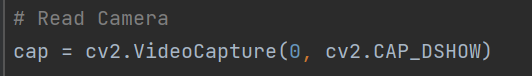 # Read Camera
cap = cv2.VideoCapture(0, cv2.CAP_DSHOW)